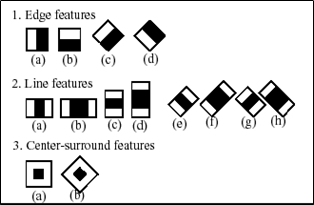 1. Edge features
(a) (b) (c) (d)
2. Line features
(a) (b) (c) (d) (e) (f) (g) (h)
3. Center-surround features
(a) (b)